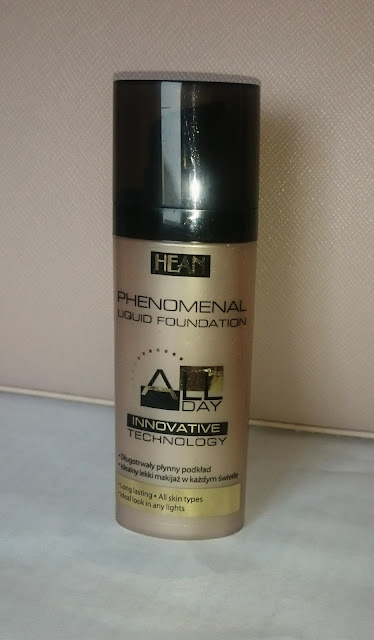 HEAN
PHENOMENAL
LIQUID FOUNDATION
ALL
DAY
INNOVATIVE
TECHNOLOGY
• Długotrwały płynny podkład
• Idealny lekki makijaż w każdym świetle
• Long lasting • All skin types
• Ideal look in any lights